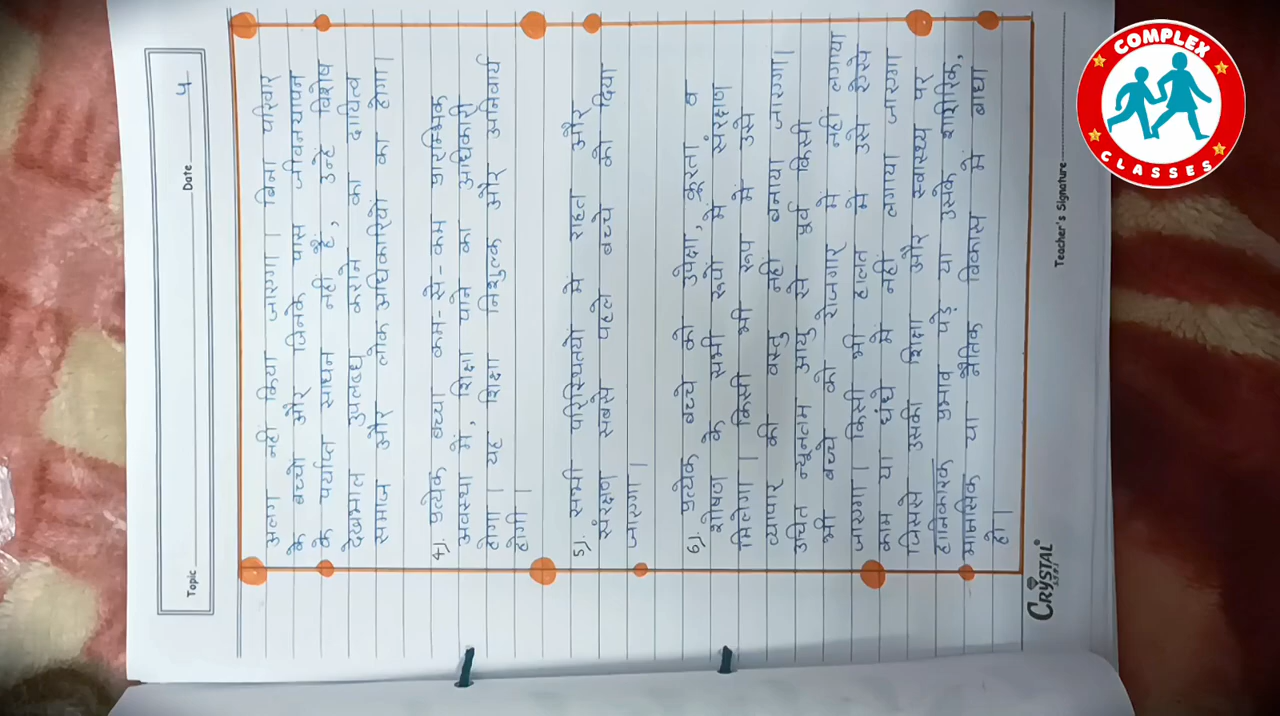 Topic
Date
4
अलग नही किया जाएगा। बिना परिवार
के बच्चों और जिनके पास जीवनयापन
के पर्याप्त साधन नहीं है, उन्हें विशेष
देखभाल उपलब्ध कराने का दायित्व
समाज और लोक अधिकारियों का होगा।
4). प्रत्येक बच्चा कम-से-कम प्रारम्भिक
अवस्था में, शिक्षा पाने का अधिकारी
होगा। यह शिक्षा निशुल्क और अनिवार्य
होगी।
5). सभी परिस्थितयों में राहत और
संरक्षण सबसे पहले बच्चे को दिया
जाएगा।
6). प्रत्येक बच्चे को उपेक्षा, क्रूरता व
शोषण के सभी रूपों में संरक्षण
मिलेगा। किसी भी रूप में उसे
व्यापार की वस्तु नहीं बनाया जाएगा।
उचित न्यूनतम आयु से पूर्व किसी
भी बच्चे को रोजगार मे नहीं लगाया
जाएगा। किसी भी हालत मे उसे ऐसे
काम या धंधे में नहीं लगाया जाएगा
जिससे उसकी शिक्षा और स्वास्थ्य पर
हानिकारक प्रभाव पड़े या उसके शारीरिक,
मानसिक या नैतिक विकास में बाधा
हो।
CRYSTAL
Teacher's Signature
COMPLEX
CLASSES